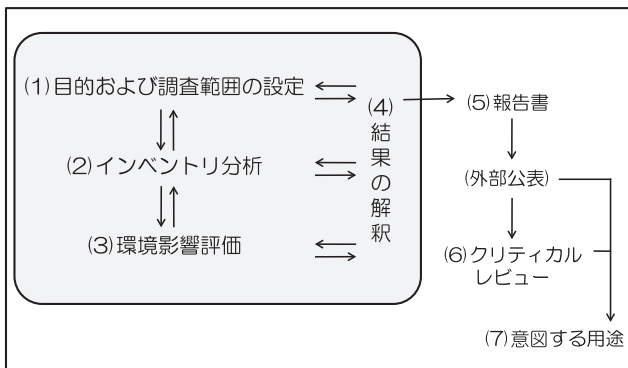 (1)目的および調査範囲の設定
(2)インベントリ分析
(3)環境影響評価
(4)
結
果
の
解
釈
(5)報告書
(外部公表)
(6)クリティカル
レビュー
(7)意図する用途